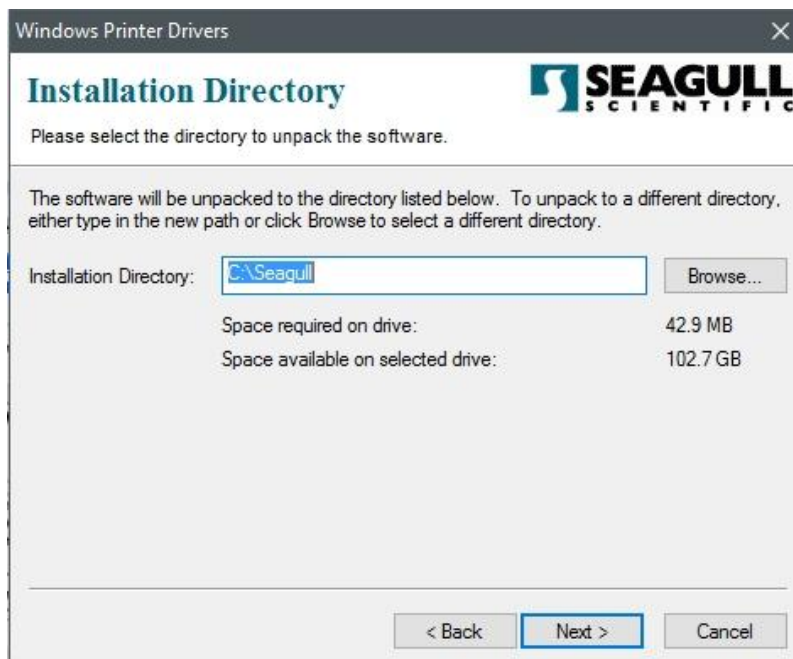 Windows Printer Drivers
Installation Directory
SEAGULL
SCIENTIFIC
Please select the directory to unpack the software.
The software will be unpacked to the directory listed below. To unpack to a different directory,
either type in the new path or click Browse to select a different directory.
Installation Directory: C:\Seagull Browse...
Space required on drive: 42.9 MB
Space available on selected drive: 102.7 GB
< Back Next > Cancel